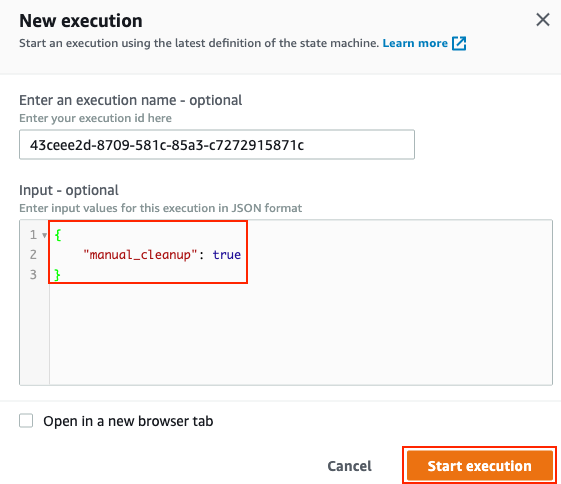 New execution
Start an execution using the latest definition of the state machine. Learn more
Enter an execution name - optional
Enter your execution id here
43ceee2d-8709-581c-85a3-c7272915871c
Input - optional
Enter input values for this execution in JSON format
1 {
2 "manual_cleanup": true
3 }
Open in a new browser tab
Cancel Start execution